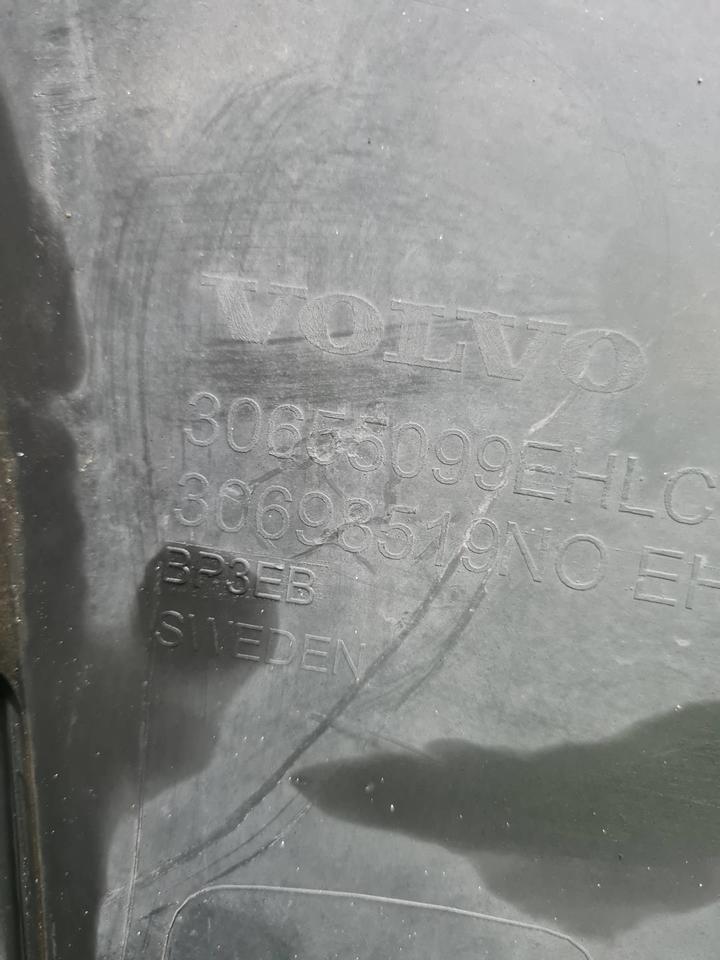 VOLVO
30655099EHLC
30698519NO EH
BP3EB
SWEDEN